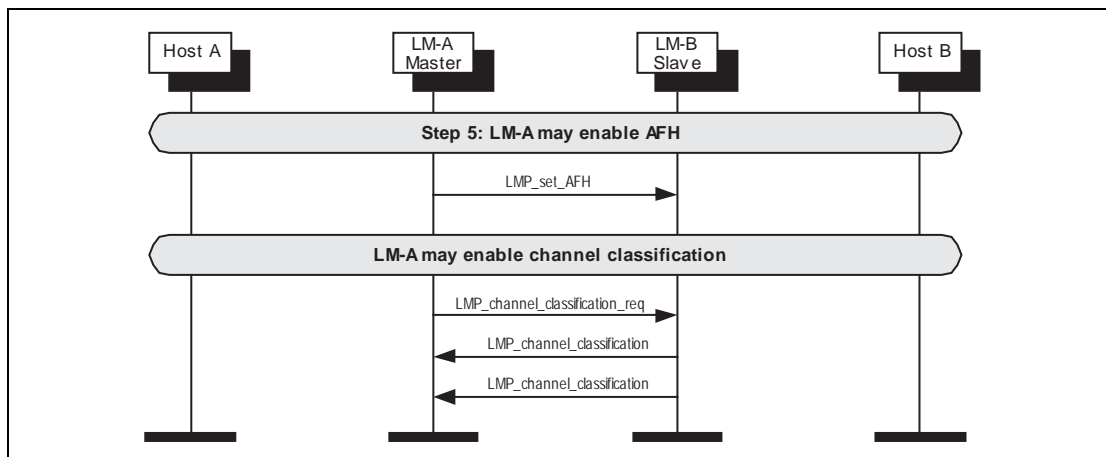 Host A
LM-A
Master
LM-B
Slave
Host B
Step 5: LM-A may enable AFH
LMP_set_AFH
LM-A may enable channel classification
LMP_channel_classification_req
LMP_channel_classification
LMP_channel_classification